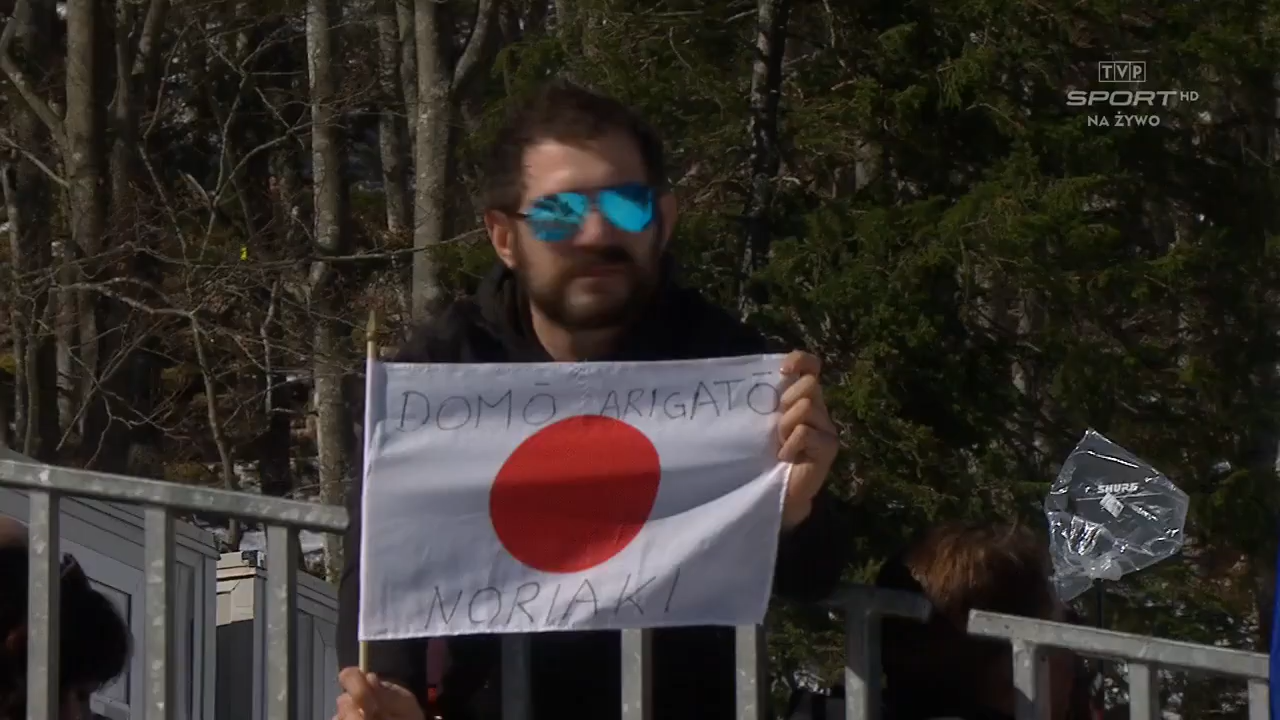 TVP
SPORT HD
NA ŻYWO
DOMŌ ARIGATŌ
NORIAKI
SHURE